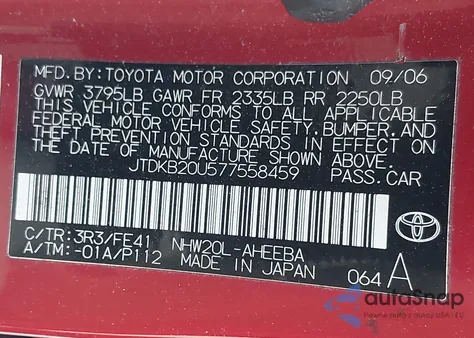 MFD. BY: TOYOTA MOTOR CORPORATION 09/06
GVWR 3795LB GAWR FR 2335LB RR 2250LB
THIS VEHICLE CONFORMS TO ALL APPLICABLE
FEDERAL MOTOR VEHICLE SAFETY, BUMPER, AND
THEFT PREVENTION STANDARDS IN EFFECT ON
THE DATE OF MANUFACTURE SHOWN ABOVE.
JTDKB20U577558459 PASS. CAR
C/TR: 3R3/FE41 NHW20L-AHEEBA
A/TM: -01A/P112 MADE IN JAPAN 064 A
TOYOTA
autoSnap